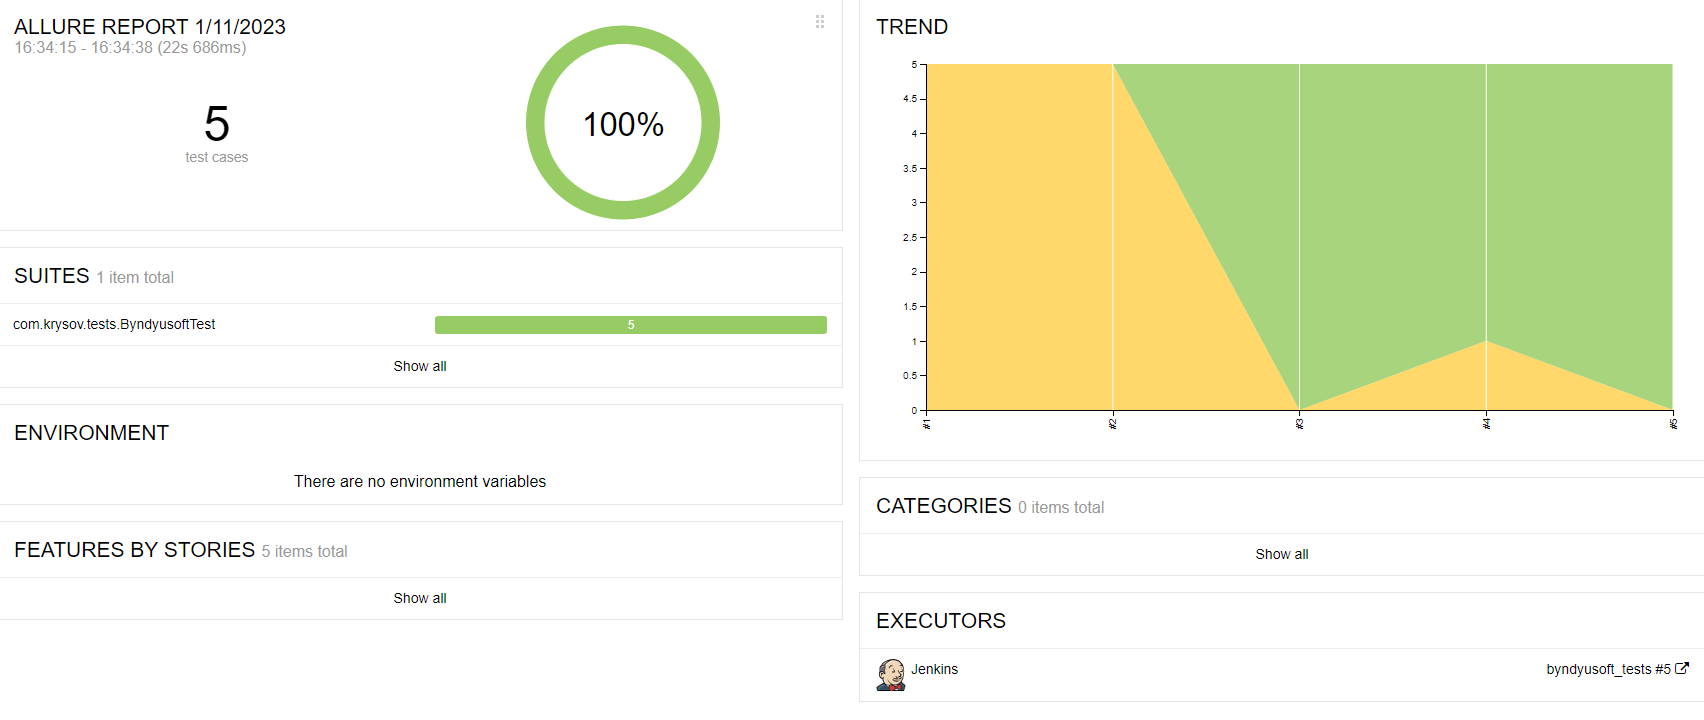 ALLURE REPORT 1/11/2023
16:34:15 - 16:34:38 (22s 686ms)
5
test cases
100%
SUITES 1 item total
com.krysov.tests.ByndyusoftTest 5
Show all
ENVIRONMENT
There are no environment variables
FEATURES BY STORIES 5 items total
Show all
TREND
5
4.5
4
3.5
3
2.5
2
1.5
1
0.5
0
#1
#2
#3
#4
#5
CATEGORIES 0 items total
Show all
EXECUTORS
Jenkins byndyusoft_tests #5